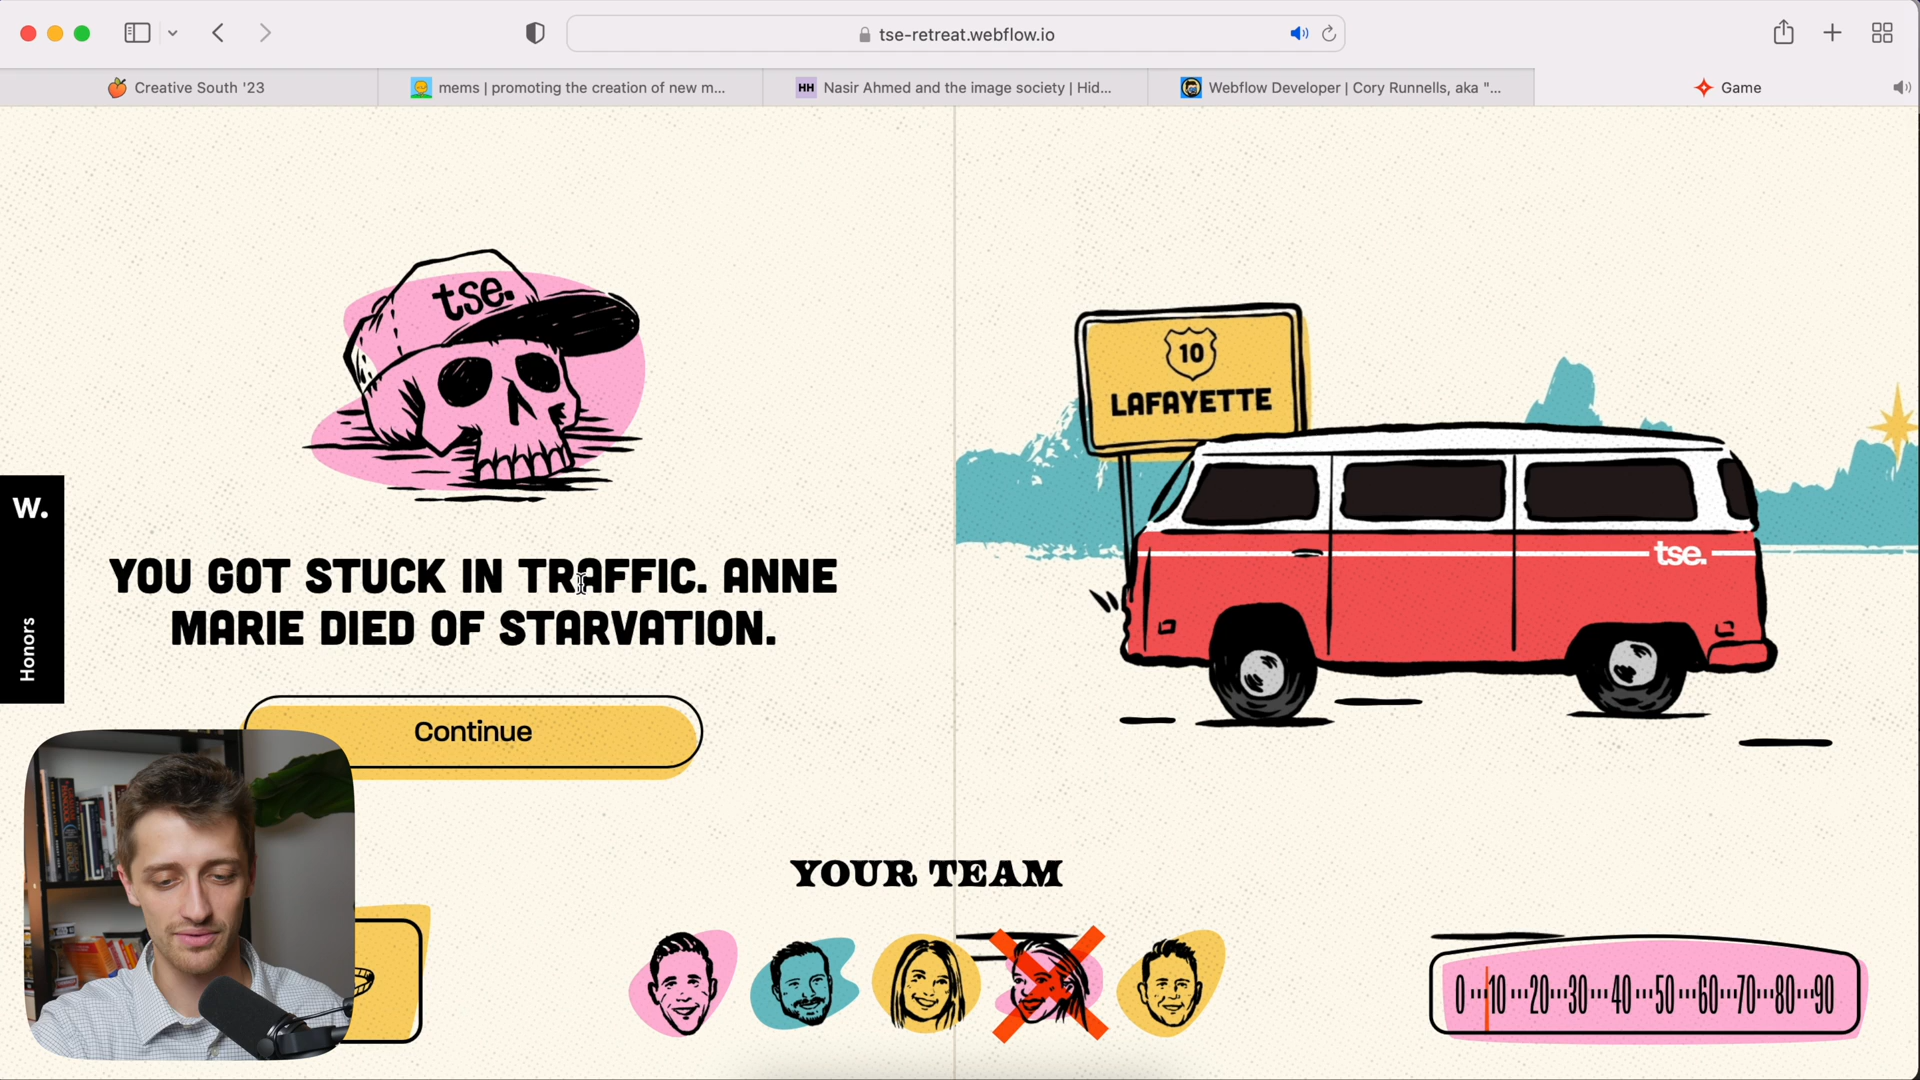 tse-retreat.webflow.io
Creative South '23
mems | promoting the creation of new m...
HH
Nasir Ahmed and the image society | Hid...
Webflow Developer | Cory Runnells, aka "...
Game
tse.
10
LAFAYETTE
tse.
W.
Honors
YOU GOT STUCK IN TRAFFIC. ANNE
MARIE DIED OF STARVATION.
Continue
YOUR TEAM
0 ··· 10 ··· 20 ··· 30 ··· 40 ··· 50 ··· 60 ··· 70 ··· 80 ··· 90